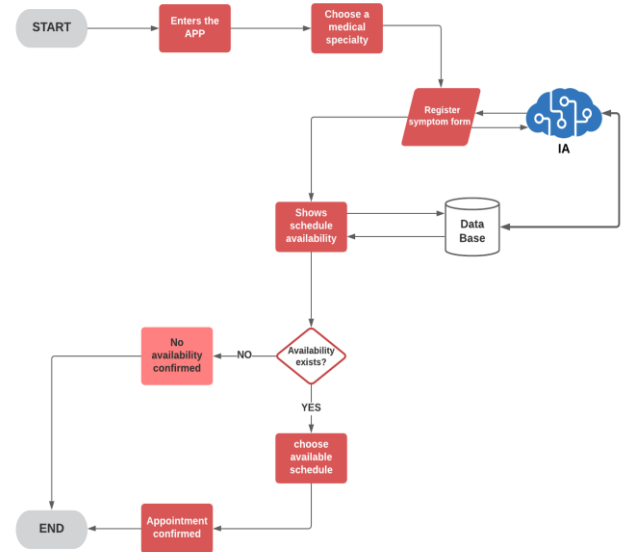 START
Enters the
APP
Choose a
medical
specialty
Register
symptom form
IA
Shows
schedule
availability
Data
Base
No
availability
confirmed
NO
Availability
exists?
YES
choose
available
schedule
END
Appointment
confirmed